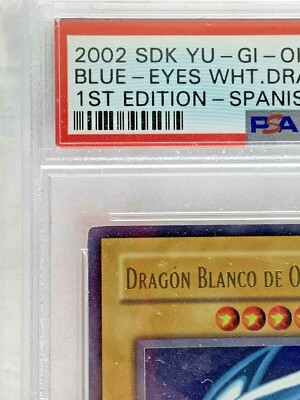 2002 SDK YU-GI-OH
BLUE-EYES WHT.DRA
1ST EDITION-SPANIS
PSA
DRAGÓN BLANCO DE O